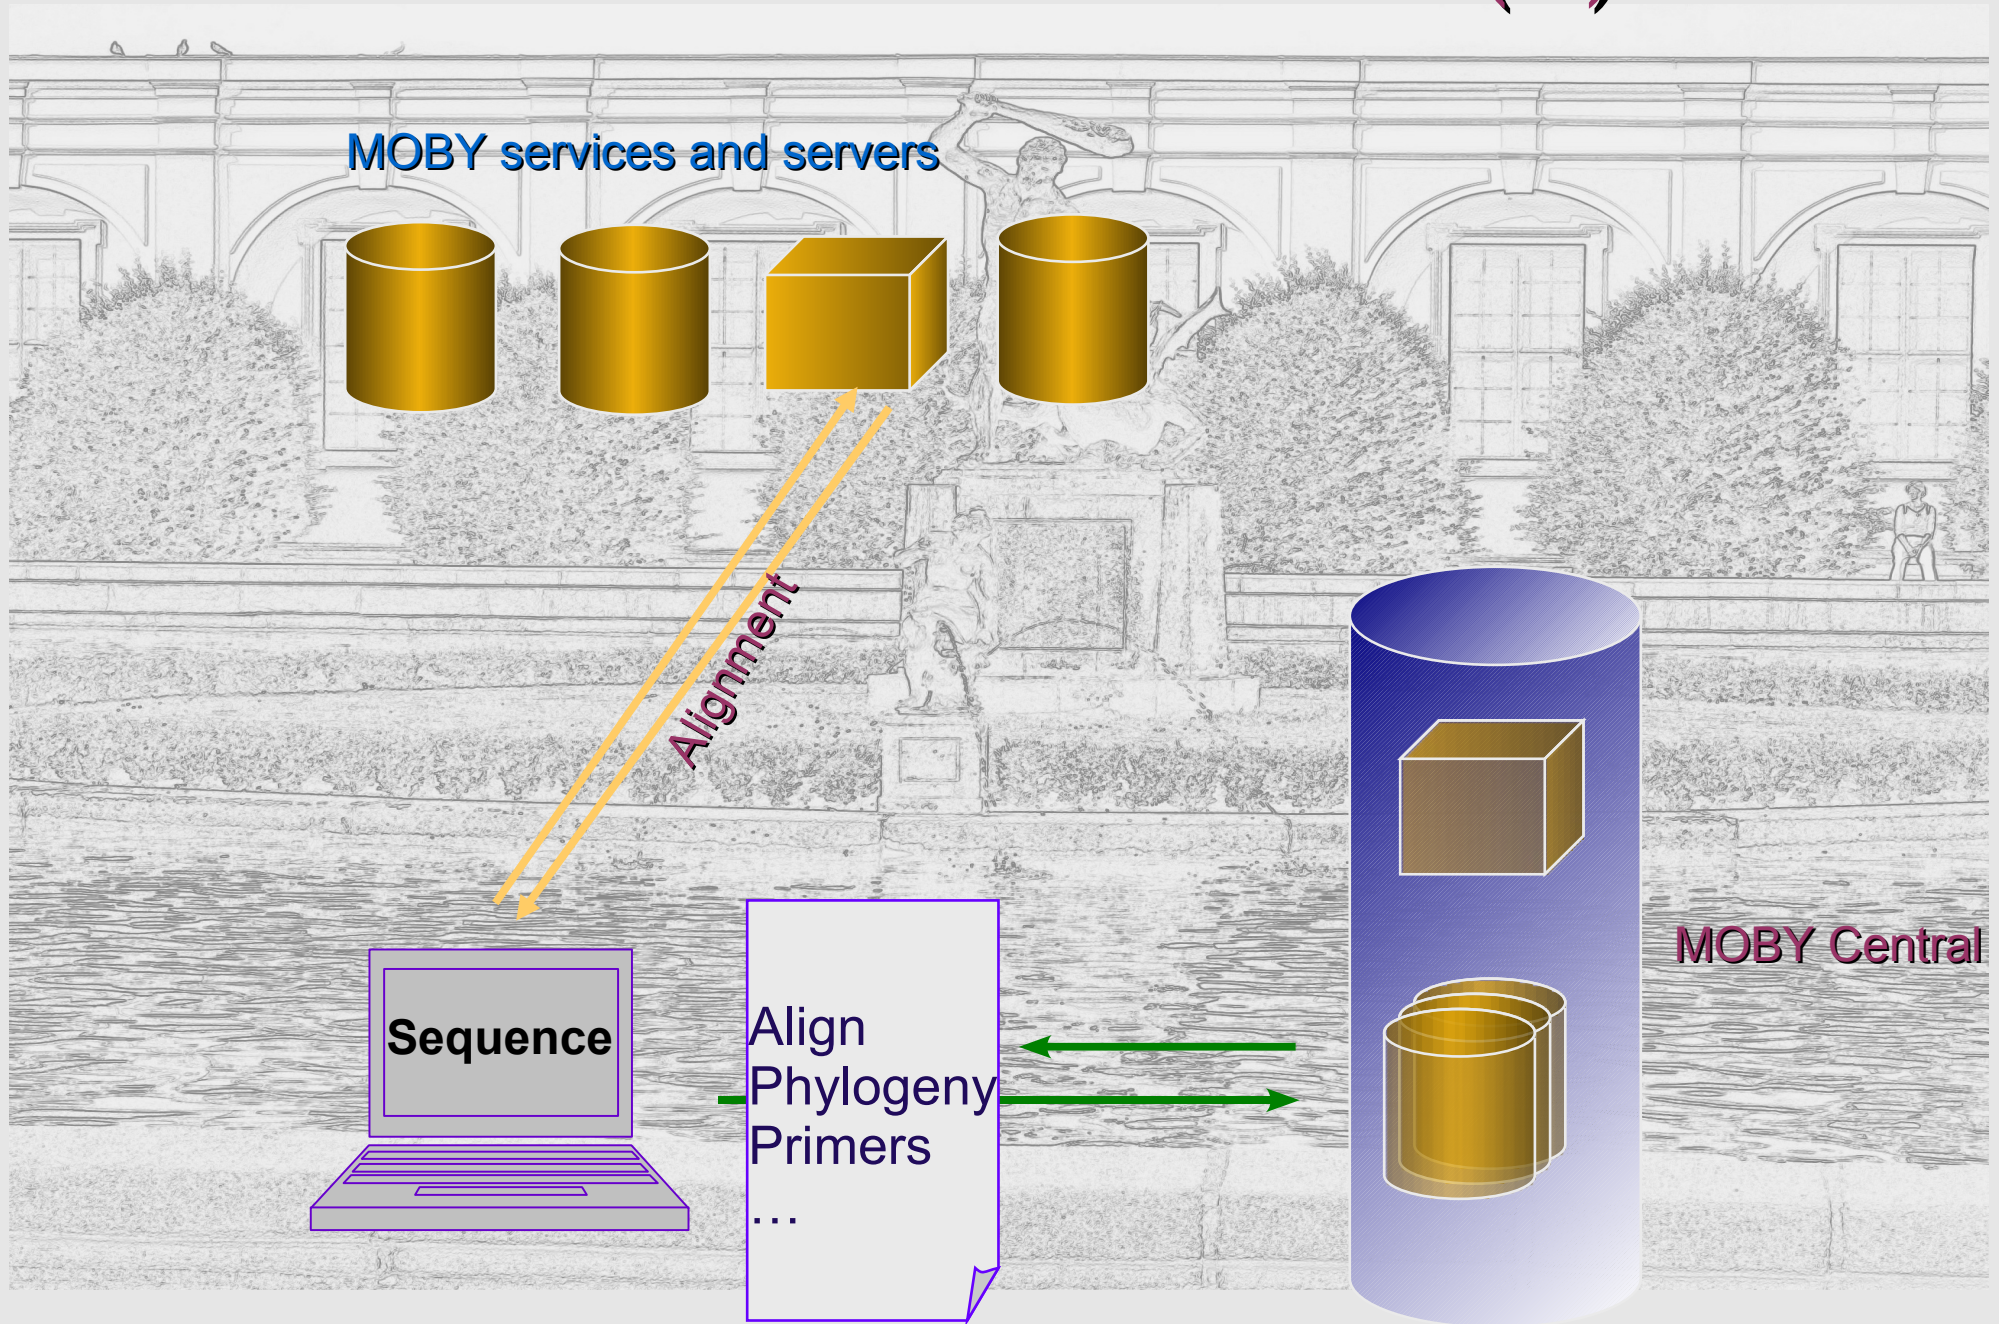 MOBY services and servers
Alignment
MOBY Central
Sequence
Align
Phylogeny
Primers
…